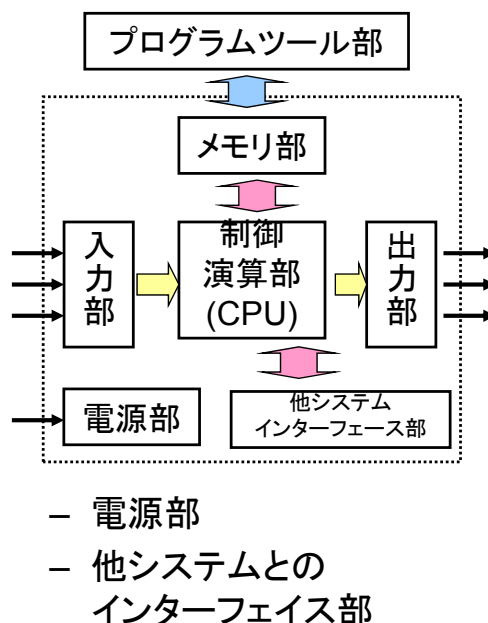 プログラムツール部
メモリ部
入
力
部
制御
演算部
(CPU)
出
力
部
電源部
他システム
インターフェース部
– 電源部
– 他システムとの
インターフェイス部